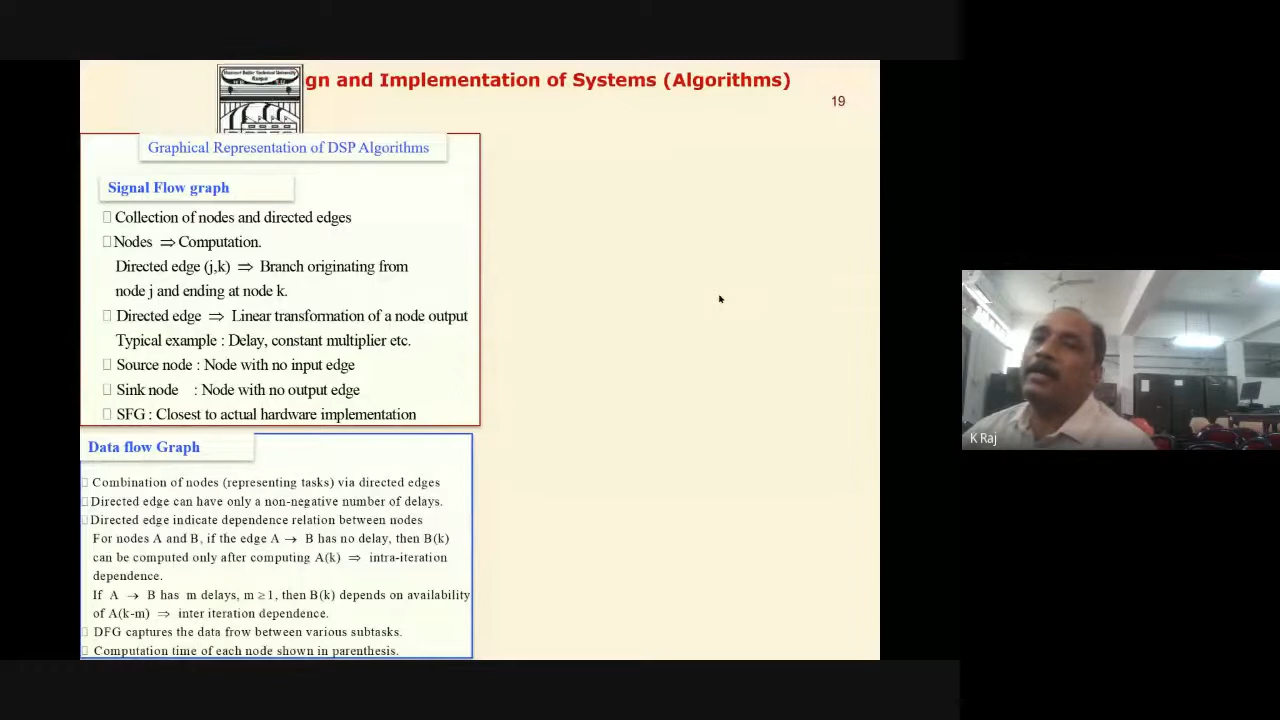 gn and Implementation of Systems (Algorithms)
19
Graphical Representation of DSP Algorithms
Signal Flow graph
Collection of nodes and directed edges
Nodes ⇒ Computation.
Directed edge (j,k) ⇒ Branch originating from
node j and ending at node k.
Directed edge ⇒ Linear transformation of a node output
Typical example : Delay, constant multiplier etc.
Source node : Node with no input edge
Sink node : Node with no output edge
SFG : Closest to actual hardware implementation
Data flow Graph
Combination of nodes (representing tasks) via directed edges
Directed edge can have only a non-negative number of delays.
Directed edge indicate dependence relation between nodes
For nodes A and B, if the edge A → B has no delay, then B(k)
can be computed only after computing A(k) ⇒ intra-iteration
dependence.
If A → B has m delays, m ≥ 1, then B(k) depends on availability
of A(k-m) ⇒ inter iteration dependence.
DFG captures the data frow between various subtasks.
Computation time of each node shown in parenthesis.
K Raj